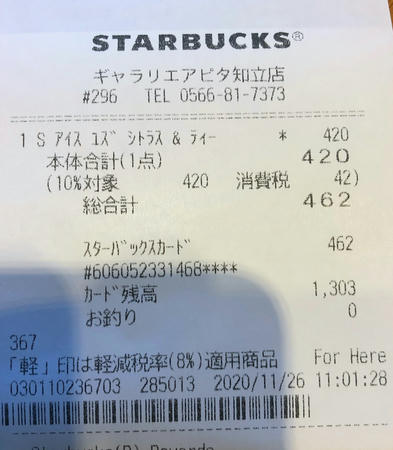 STARBUCKS®
ギャラリエアピタ知立店
#296 TEL 0566-81-7373
1 S ｱｲｽ ﾕｽﾞ ｼﾄﾗｽ & ﾃｨｰ * 420
本体合計(1点) 420
(10%対象 420 消費税 42)
総合計 462
ｽﾀｰﾊﾞｯｸｽｶｰﾄﾞ 462
#606052331468****
ｶｰﾄﾞ残高 1,303
お釣り 0
367
「軽」印は軽減税率(8%)適用商品 For Here
030110236703 285013 2020/11/26 11:01:28